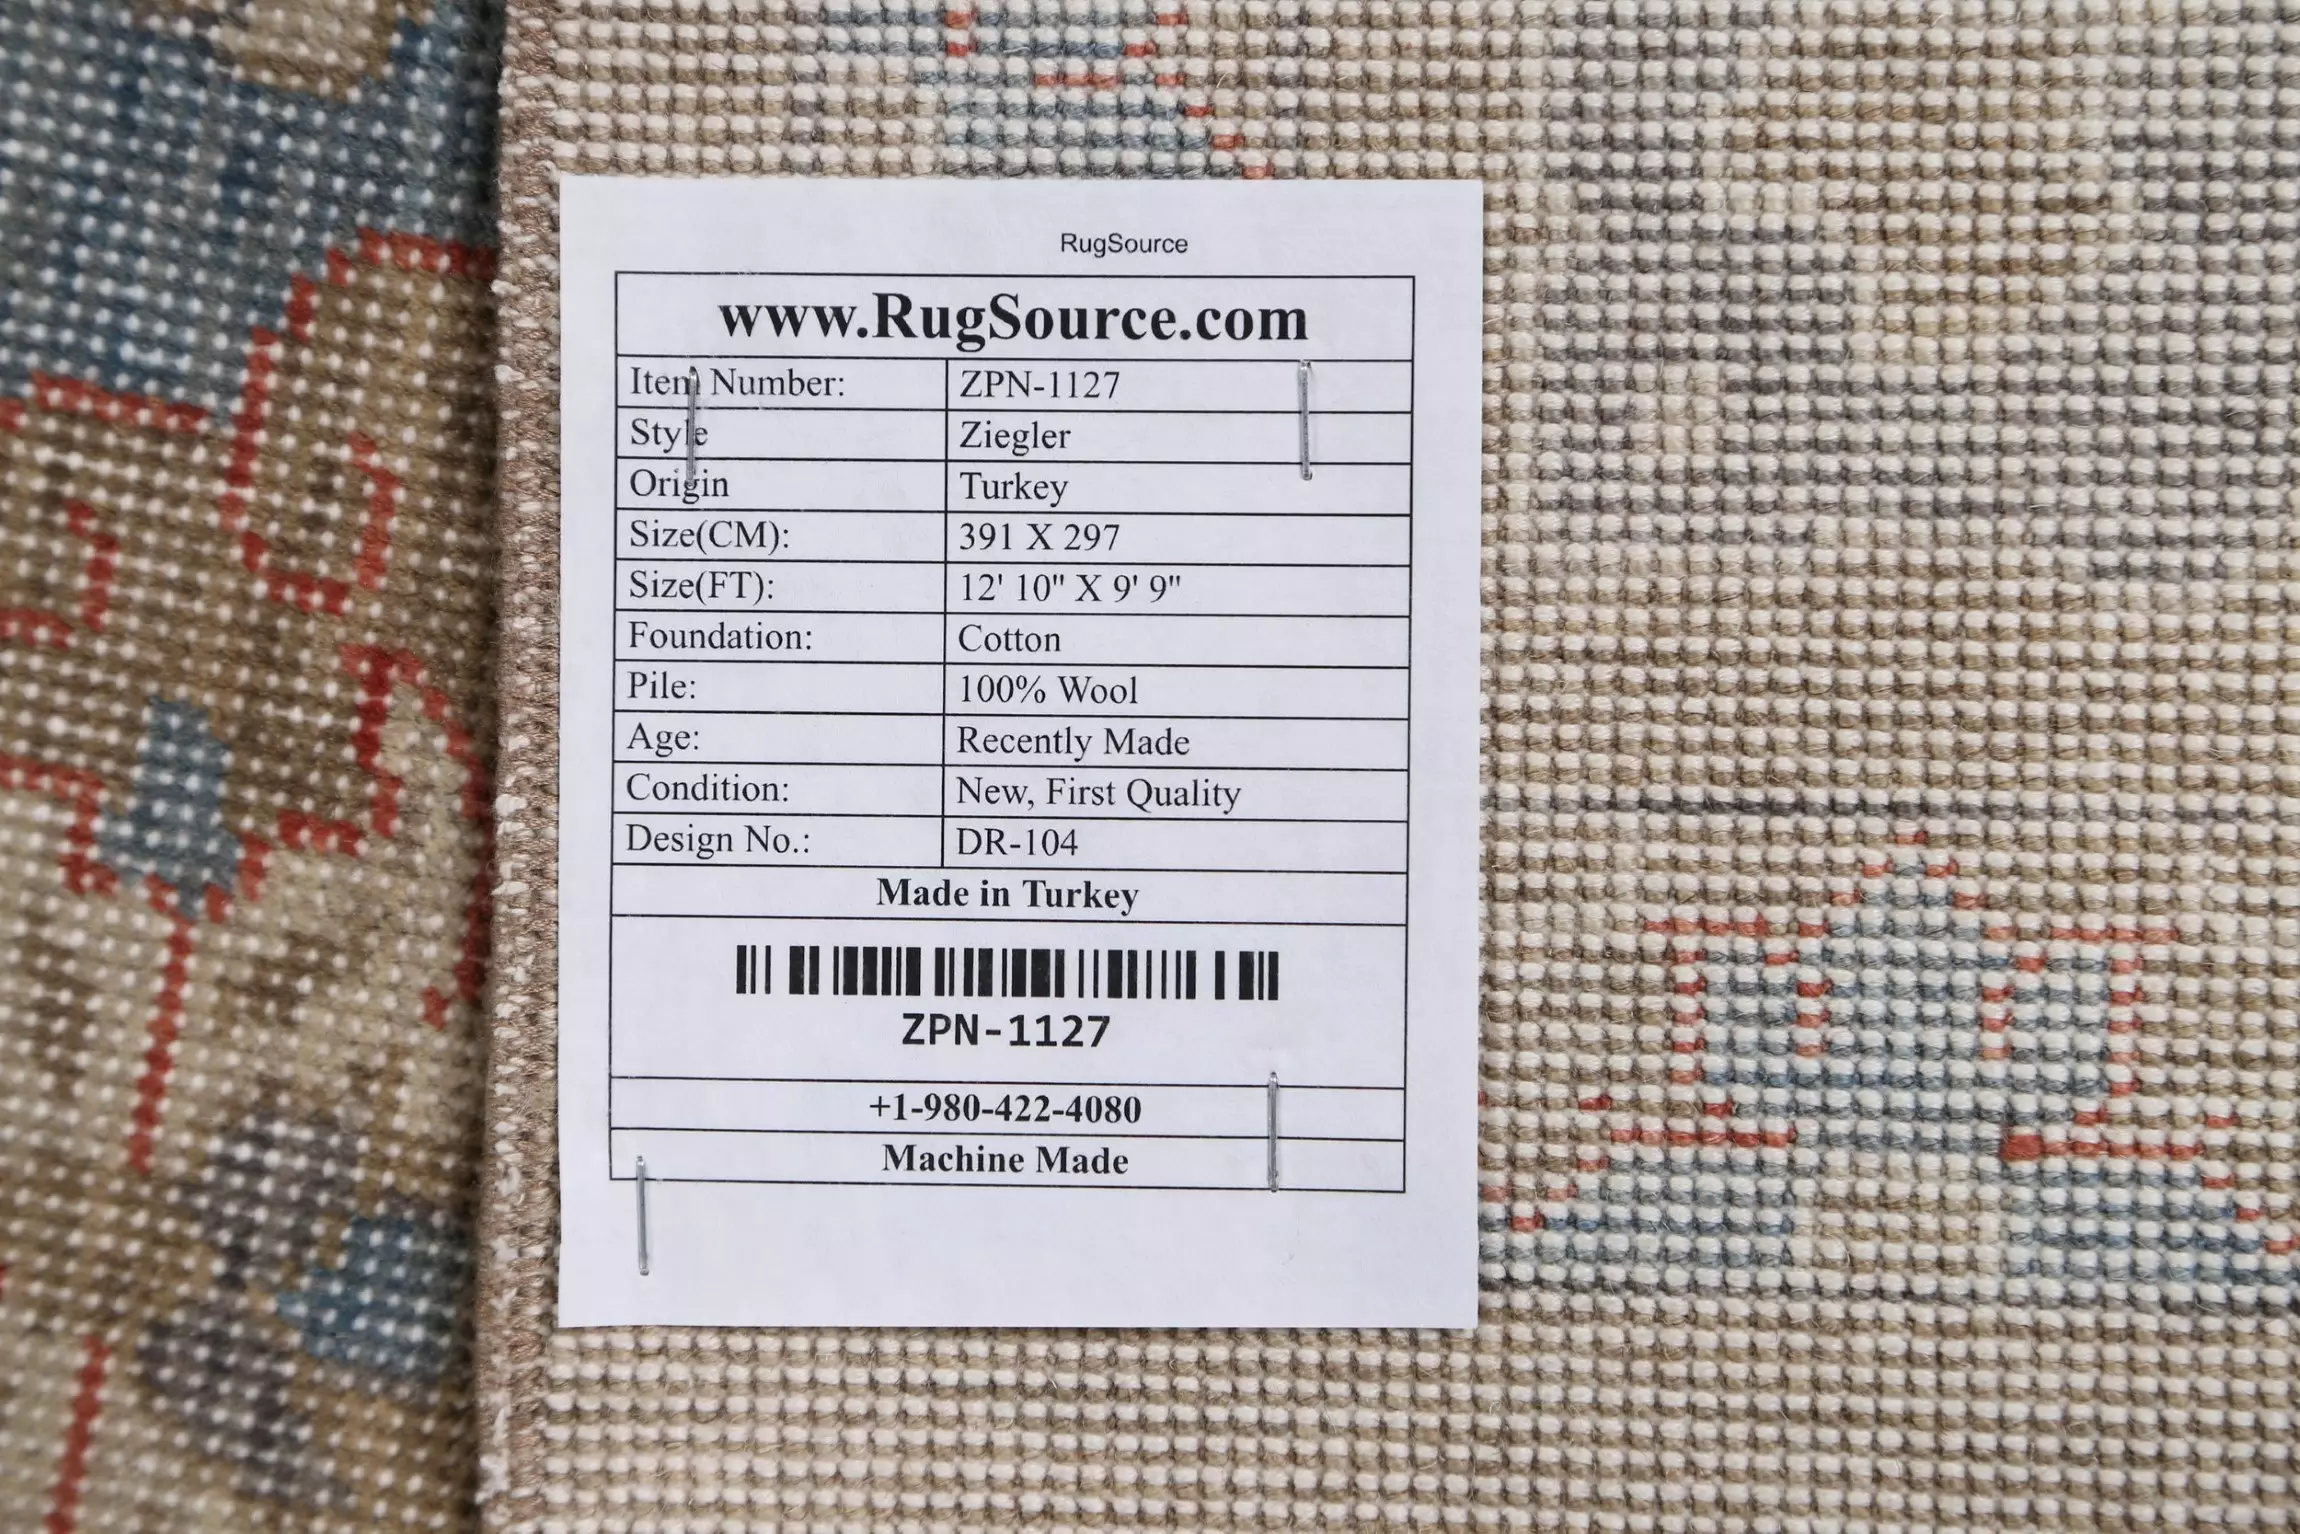 RugSource
www.RugSource.com
Item Number: ZPN-1127
Style Ziegler
Origin Turkey
Size(CM): 391 X 297
Size(FT): 12' 10" X 9' 9"
Foundation: Cotton
Pile: 100% Wool
Age: Recently Made
Condition: New, First Quality
Design No.: DR-104
Made in Turkey
ZPN-1127
+1-980-422-4080
Machine Made